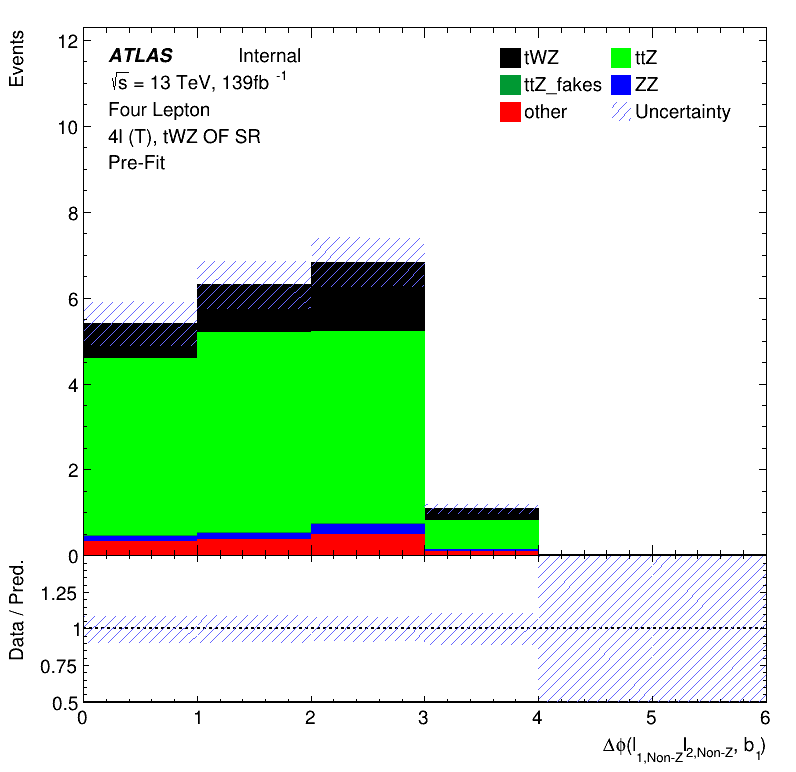 Events
12
10
8
6
4
2
0
ATLAS Internal
√s = 13 TeV, 139fb⁻¹
Four Lepton
4l (T), tWZ OF SR
Pre-Fit
tWZ ttZ
ttZ_fakes ZZ
other Uncertainty
Data / Pred.
1.25
1
0.75
0.5
0 1 2 3 4 5 6
Δϕ(l1,Non-Zl2,Non-Z, b1)